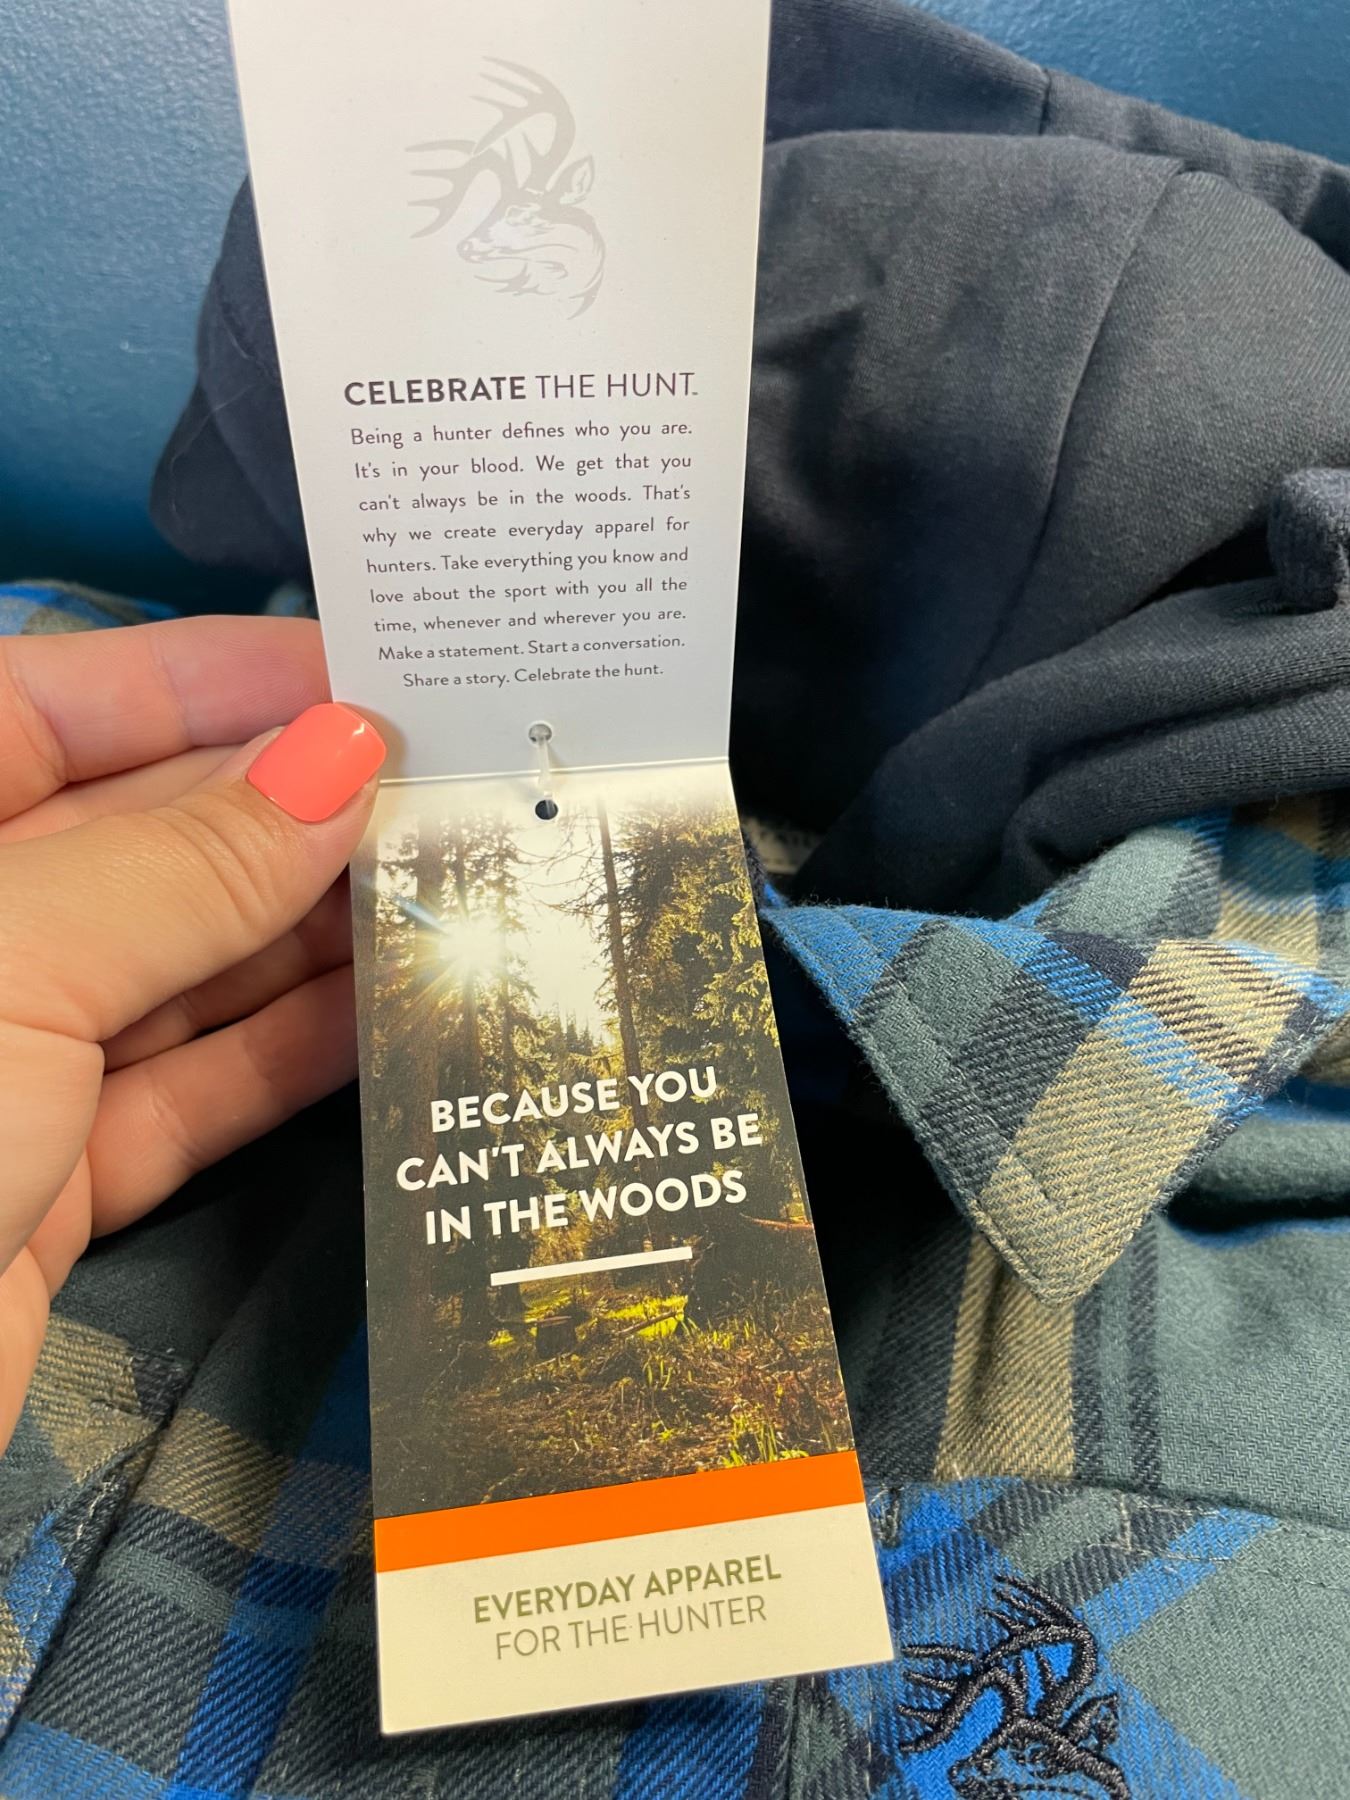 CELEBRATE THE HUNT™
Being a hunter defines who you are.
It's in your blood. We get that you
can't always be in the woods. That's
why we create everyday apparel for
hunters. Take everything you know and
love about the sport with you all the
time, whenever and wherever you are.
Make a statement. Start a conversation.
Share a story. Celebrate the hunt.
BECAUSE YOU
CAN'T ALWAYS BE
IN THE WOODS
EVERYDAY APPAREL
FOR THE HUNTER